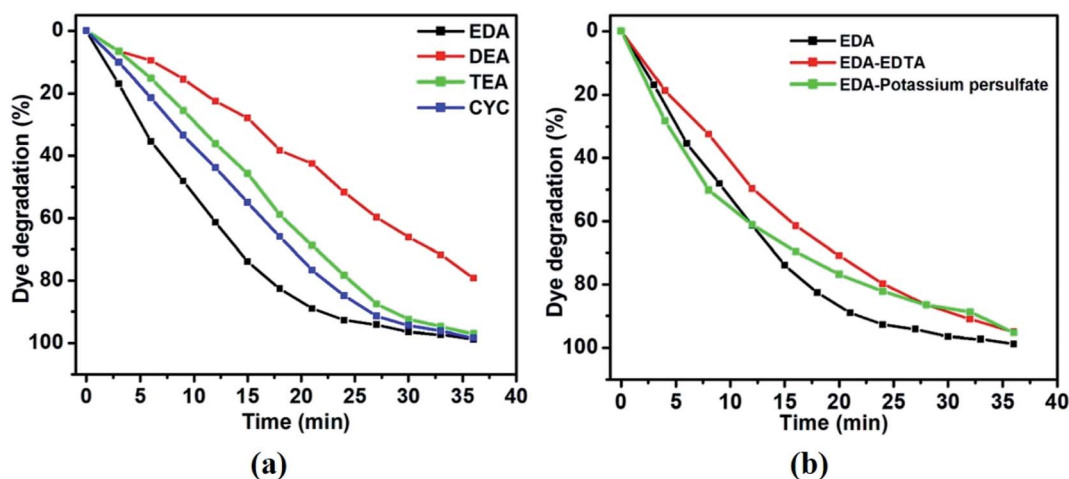 0
20
40
60
80
100
Dye degradation (%)
EDA
DEA
TEA
CYC
0 5 10 15 20 25 30 35 40
Time (min)
(a)
0
20
40
60
80
100
Dye degradation (%)
EDA
EDA-EDTA
EDA-Potassium persulfate
0 5 10 15 20 25 30 35 40
Time (min)
(b)